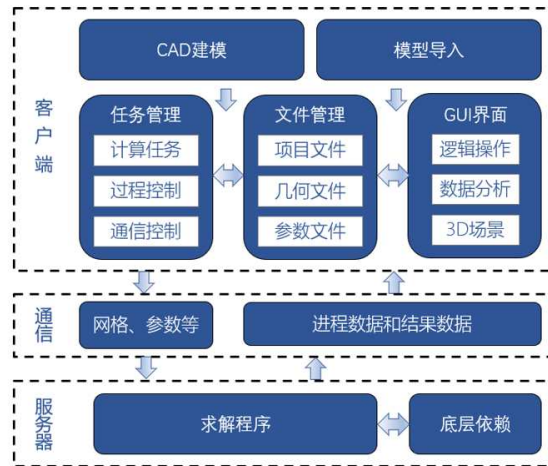 客户端
CAD建模
模型导入
任务管理
计算任务
过程控制
通信控制
文件管理
项目文件
几何文件
参数文件
GUI界面
逻辑操作
数据分析
3D场景
通信
网格、参数等
进程数据和结果数据
服务器
求解程序
底层依赖